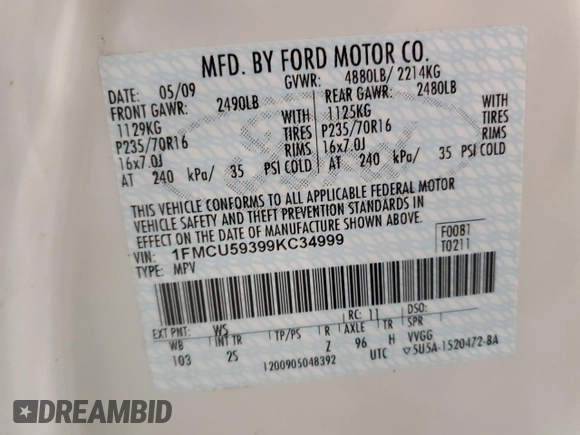 MFD. BY FORD MOTOR CO.
DATE: 05/09 GVWR: 4880LB/ 2214KG
FRONT GAWR: 2490LB REAR GAWR: 2480LB
1129KG WITH 1125KG WITH
P235/70R16 TIRES P235/70R16 TIRES
16x7.0J RIMS 16x7.0J RIMS
AT 240 kPa/ 35 PSI COLD AT 240 kPa/ 35 PSI COLD
THIS VEHICLE CONFORMS TO ALL APPLICABLE FEDERAL MOTOR
VEHICLE SAFETY AND THEFT PREVENTION STANDARDS IN
EFFECT ON THE DATE OF MANUFACTURE SHOWN ABOVE.
VIN: 1FMCU59399KC34999 F0081
TYPE: MPV T0211
EXT PNT: WS RC: 11 DSO:
WB INT TR TP/PS R AXLE TR SPR
103 25 Z 96 H VVGG
1200905048392 UTC ▽5U5A-1520472-BA
Ford
DREAMBID